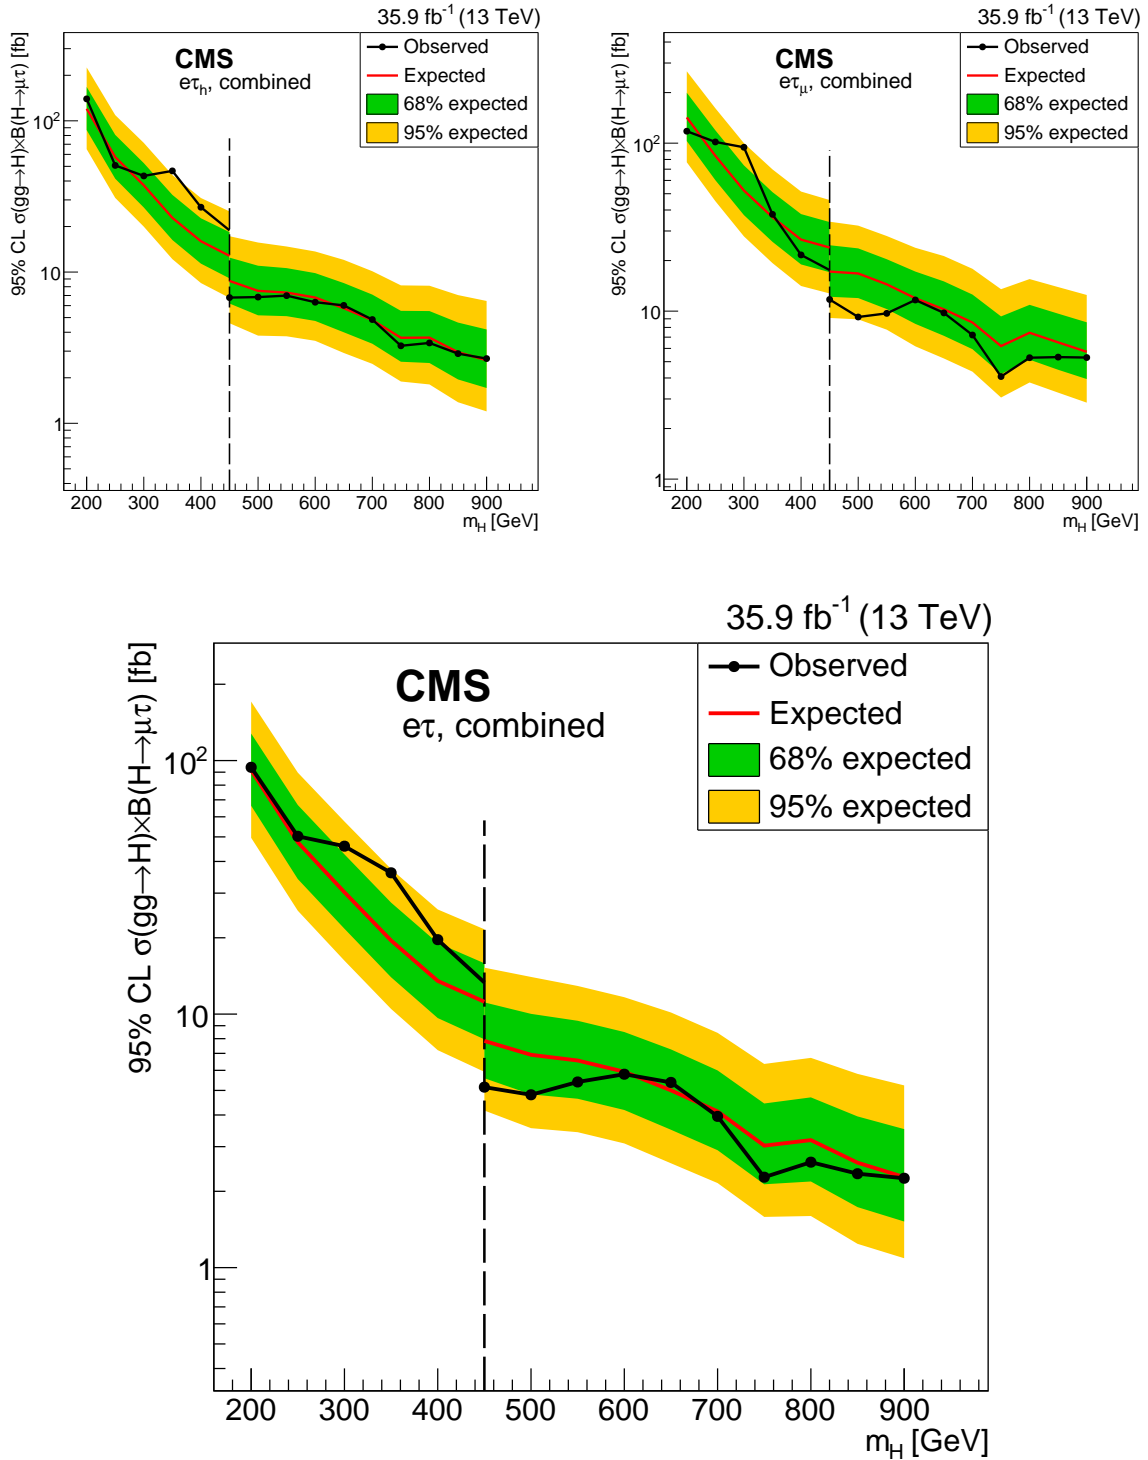 35.9 fb⁻¹ (13 TeV)
95% CL σ(gg→H)×B(H→μτ) [fb]
CMS
eτₕ, combined
Observed
Expected
68% expected
95% expected
10²
10
1
200 300 400 500 600 700 800 900
m_H [GeV]
35.9 fb⁻¹ (13 TeV)
95% CL σ(gg→H)×B(H→μτ) [fb]
CMS
eτ_μ, combined
Observed
Expected
68% expected
95% expected
10²
10
1
200 300 400 500 600 700 800 900
m_H [GeV]
35.9 fb⁻¹ (13 TeV)
95% CL σ(gg→H)×B(H→μτ) [fb]
CMS
eτ, combined
Observed
Expected
68% expected
95% expected
10²
10
1
200 300 400 500 600 700 800 900
m_H [GeV]